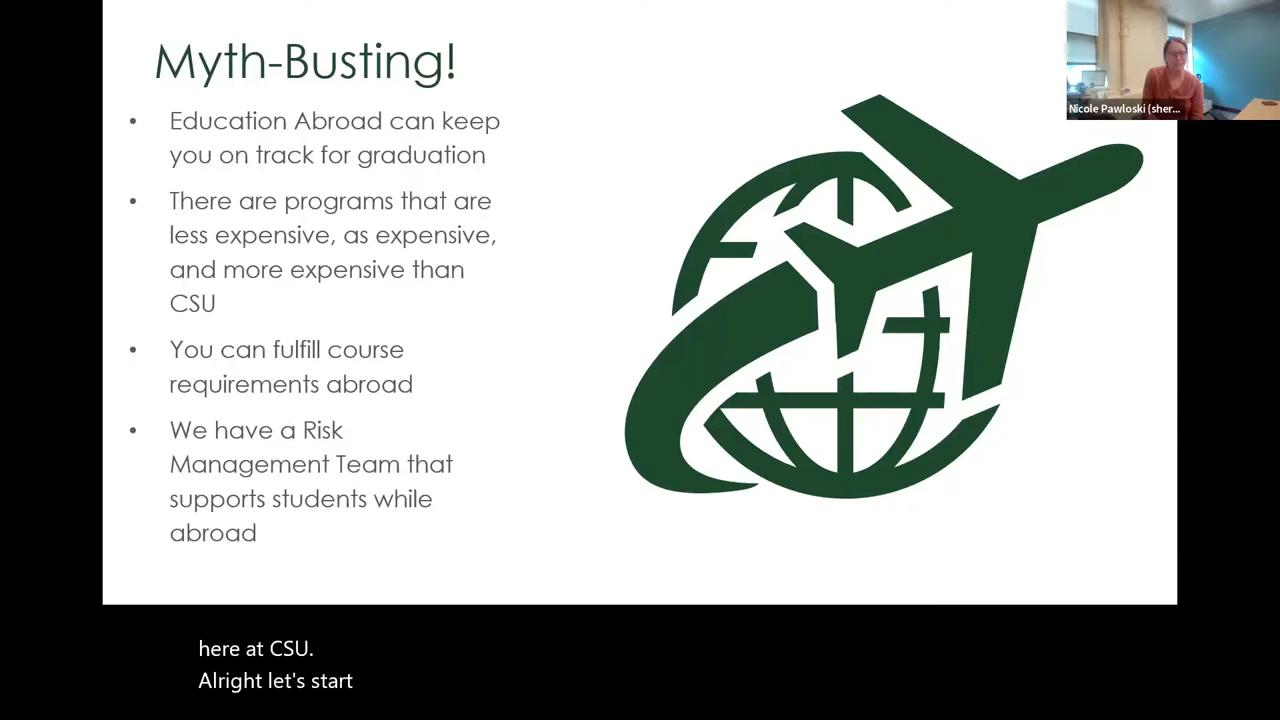 Myth-Busting!
• Education Abroad can keep
you on track for graduation
• There are programs that are
less expensive, as expensive,
and more expensive than
CSU
• You can fulfill course
requirements abroad
• We have a Risk
Management Team that
supports students while
abroad
Nicole Pawloski (sher...
here at CSU.
Alright let's start